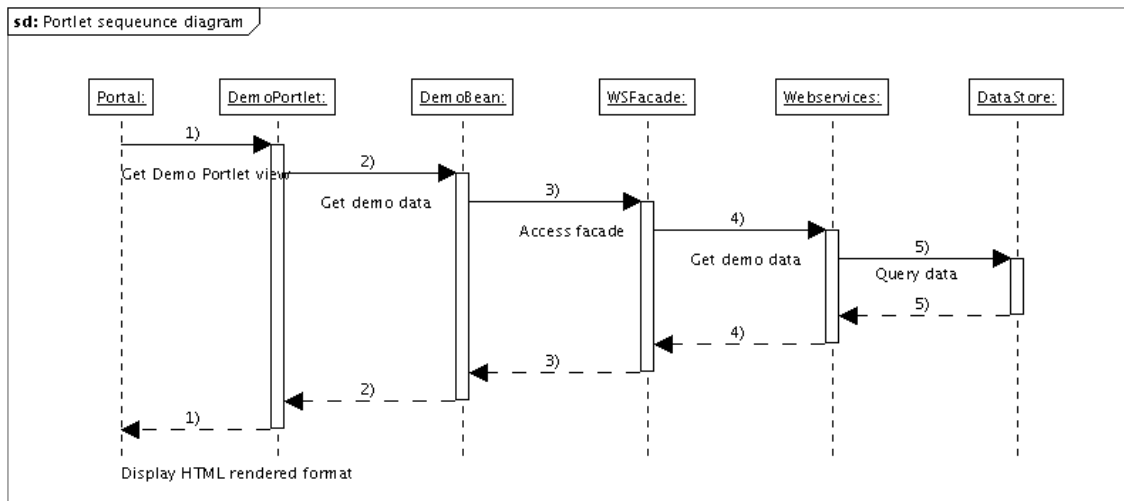 sd: Portlet sequeunce diagram
Portal:
DemoPortlet:
DemoBean:
WSFacade:
Webservices:
DataStore:
1)
Get Demo Portlet view
2)
Get demo data
3)
Access facade
4)
Get demo data
5)
Query data
5)
4)
3)
2)
1)
Display HTML rendered format